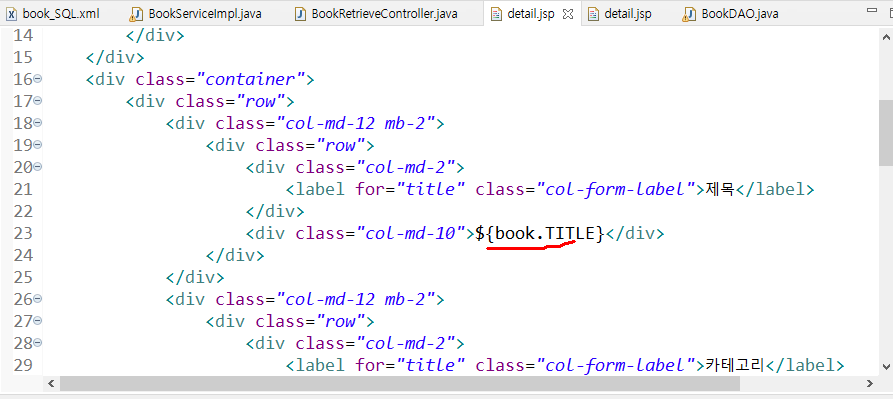 book_SQL.xml BookServiceImpl.java BookRetrieveController.java detail.jsp detail.jsp BookDAO.java
14 </div>
15 </div>
16 <div class="container">
17 <div class="row">
18 <div class="col-md-12 mb-2">
19 <div class="row">
20 <div class="col-md-2">
21 <label for="title" class="col-form-label">제목</label>
22 </div>
23 <div class="col-md-10">${book.TITLE}</div>
24 </div>
25 </div>
26 <div class="col-md-12 mb-2">
27 <div class="row">
28 <div class="col-md-2">
29 <label for="title" class="col-form-label">카테고리</label>